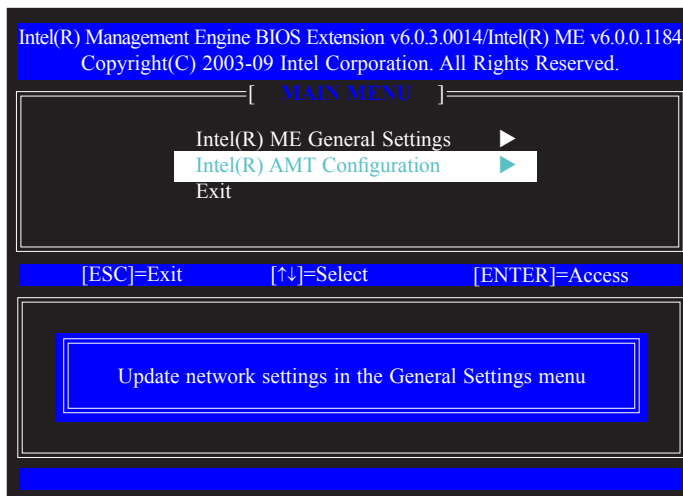 Intel(R) Management Engine BIOS Extension v6.0.3.0014/Intel(R) ME v6.0.0.1184
Copyright(C) 2003-09 Intel Corporation. All Rights Reserved.
[ MAIN MENU ]
Intel(R) ME General Settings ▶
Intel(R) AMT Configuration ▶
Exit
[ESC]=Exit [↑↓]=Select [ENTER]=Access
Update network settings in the General Settings menu